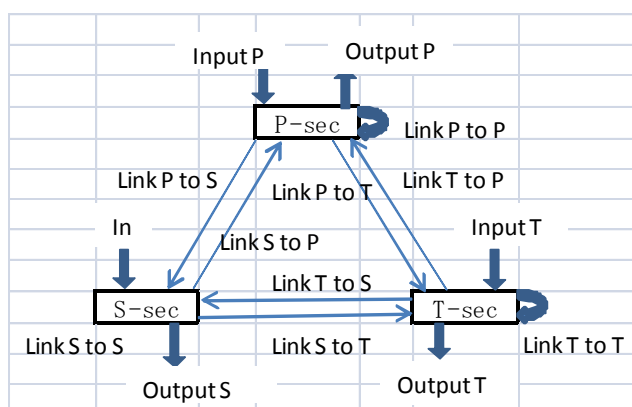 Input P
Output P
P-sec
Link P to P
Link P to S
Link P to T
Link T to P
In
Link S to P
Input T
Link T to S
S-sec
T-sec
Link S to S
Link S to T
Link T to T
Output S
Output T